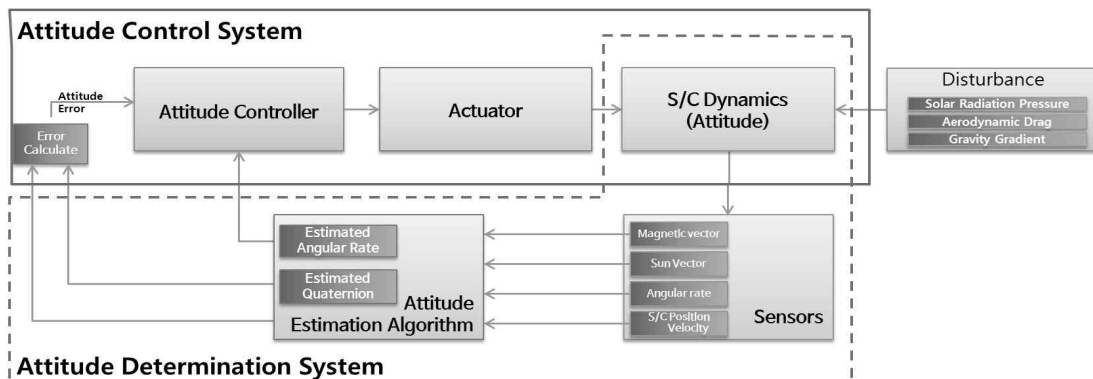 Attitude Control System
Attitude
Error
Error
Calculate
Attitude Controller
Actuator
S/C Dynamics
(Attitude)
Disturbance
Solar Radiation Pressure
Aerodynamic Drag
Gravity Gradient
Estimated
Angular Rate
Estimated
Quaternion
Attitude
Estimation Algorithm
Magnetic vector
Sun Vector
Angular rate
S/C Position
Velocity
Sensors
Attitude Determination System